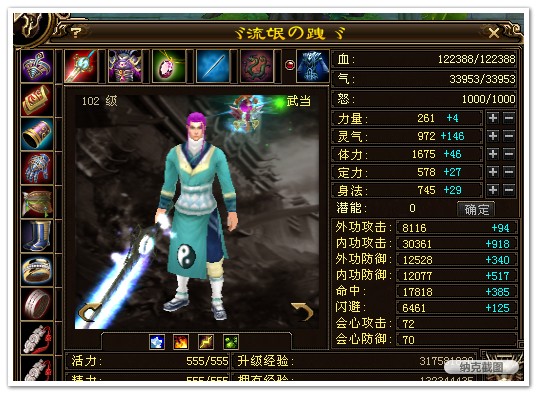 ? ゞ流氓の跩ゞ
102 级 武当
血: 122388/122388
气: 33953/33953
怒: 1000/1000
力量: 261 +4
灵气: 972 +146
体力: 1675 +46
定力: 578 +27
身法: 745 +29
潜能: 0 确定
外功攻击: 8116 +94
内功攻击: 30361 +918
外功防御: 12528 +340
内功防御: 12077 +517
命中: 17818 +385
闪避: 6461 +125
会心攻击: 72
会心防御: 70
活力: 555/555 升级经验:
纳克截图
精力: 555/555 拥有经验: